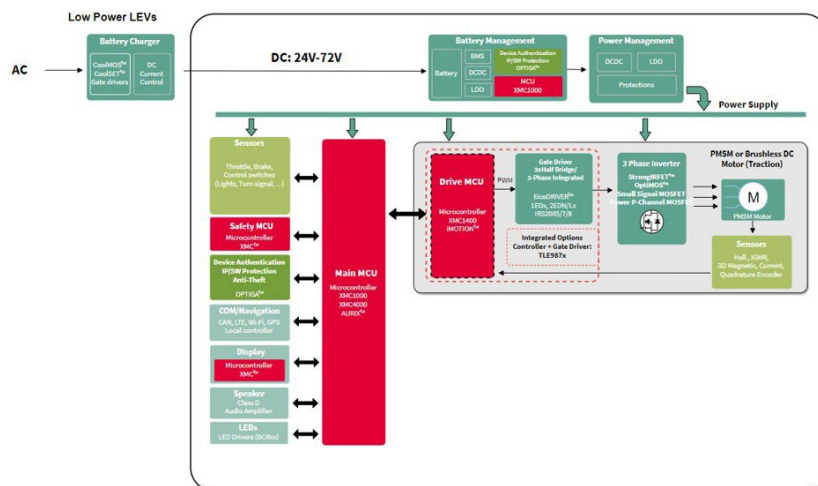 Low Power LEVs
Battery Charger
CoolMOS™
CoolSET™
Gate drivers
DC
Current
Control
AC
DC: 24V-72V
Battery Management
Battery
BMS
DCDC
LDO
Device Authentication
IP/SW Protection
OPTIGA™
MCU
XMC1000
Power Management
DCDC
LDO
Protections
Power Supply
Sensors
Throttle, Brake,
Control switches
(Lights, Turn signal, ...)
Safety MCU
Microcontroller
XMC™
Device Authentication
IP/SW Protection
Anti-Theft
OPTIGA™
COM/Navigation
CAN, LTE, Wi-Fi, GPS
Local controller
Display
Microcontroller
XMC™
Speaker
Class D
Audio Amplifier
LEDs
LED Drivers (BCRxx)
Main MCU
Microcontroller
XMC1000
XMC4000
AURIX™
Drive MCU
Microcontroller
XMC1400
iMOTION™
PWM
Gate Driver
3xHalf Bridge/
3-Phase Integrated
EiceDRIVER™
1EDx, 2EDN/Lx
IRS2005/7/8
Integrated Options
Controller + Gate Driver:
TLE987x
3 Phase Inverter
StrongIRFET™
OptiMOS™
Small Signal MOSFET
Power P-Channel MOSFET
PMSM or Brushless DC
Motor (Traction)
M
PMSM Motor
Sensors
Hall , iGMR,
3D Magnetic, Current,
Quadrature Encoder